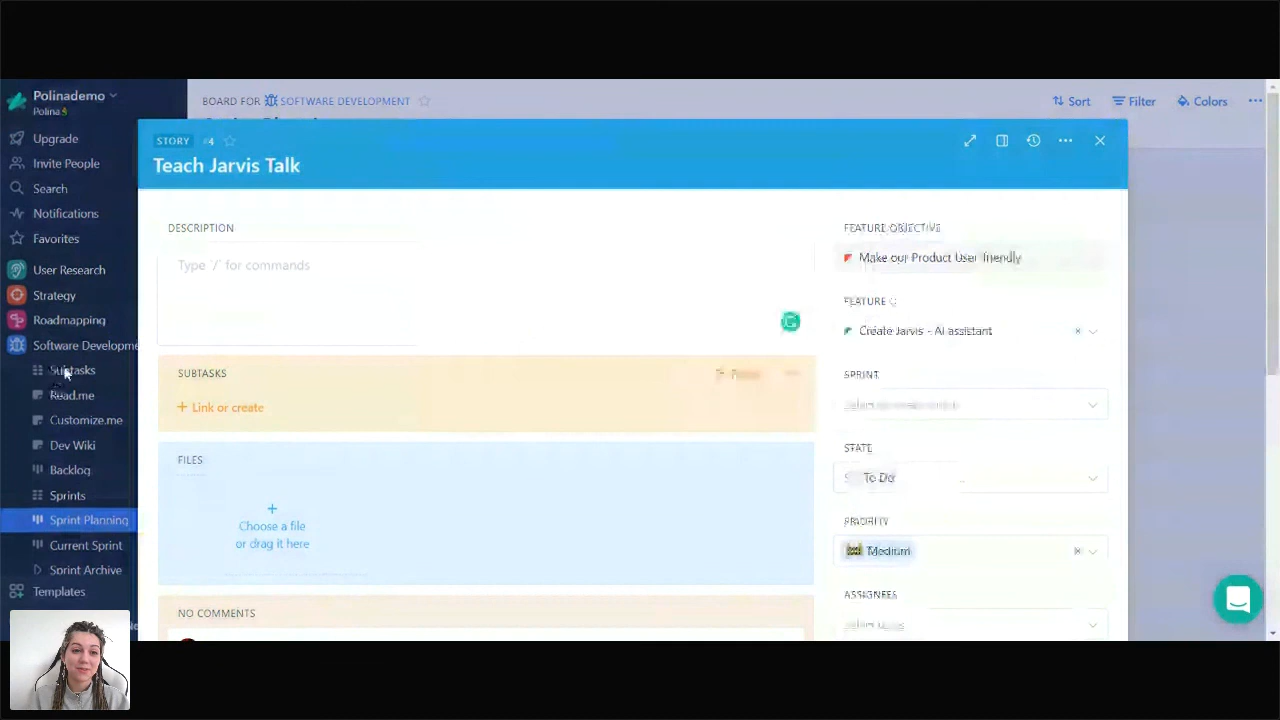 Polinademo
Polina
Upgrade
Invite People
Search
Notifications
Favorites
User Research
Strategy
Roadmapping
Software Developme
Subtasks
Read.me
Customize.me
Dev Wiki
Backlog
Sprints
Sprint Planning
Current Sprint
Sprint Archive
Templates
BOARD FOR SOFTWARE DEVELOPMENT
Sort
Filter
Colors
STORY #4
Teach Jarvis Talk
DESCRIPTION
Type '/' for commands
SUBTASKS
+ Link or create
FILES
+
Choose a file
or drag it here
NO COMMENTS
FEATURE OBJECTIVE
Make our Product User friendly
FEATURE
Create Jarvis - AI assistant
SPRINT
STATE
To Do
PRIORITY
Medium
ASSIGNEES